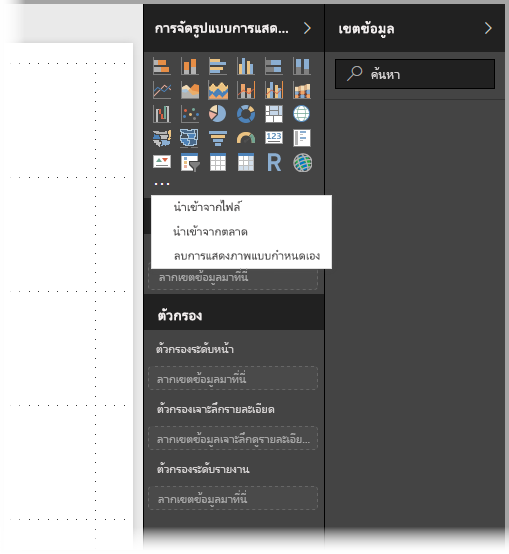 การจัดรูปแบบการแสด...
เขตข้อมูล
ค้นหา
123
R
...
นำเข้าจากไฟล์
นำเข้าจากตลาด
ลบการแสดงภาพแบบกำหนดเอง
ลากเขตข้อมูลมาที่นี่
ตัวกรอง
ตัวกรองระดับหน้า
ลากเขตข้อมูลมาที่นี่
ตัวกรองเจาะลึกรายละเอียด
ลากเขตข้อมูลเจาะลึกดูรายละเอีย...
ตัวกรองระดับรายงาน
ลากเขตข้อมูลมาที่นี่